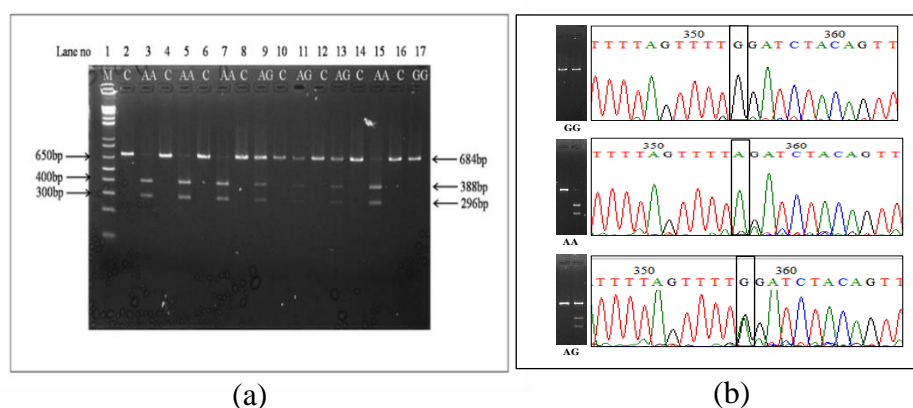 Lane no 1 2 3 4 5 6 7 8 9 10 11 12 13 14 15 16 17
M C AA C AA C AA C AG C AG C AG C AA C GG
650bp
400bp
300bp
684bp
388bp
296bp
(a)
350 360
TTTTAGTTTTGGATCTACAGTT
GG
350 360
TTTTAGTTTTAGATCTACAGTT
AA
350 360
TTTTAGTTTTGGATCTACAGTT
AG
(b)